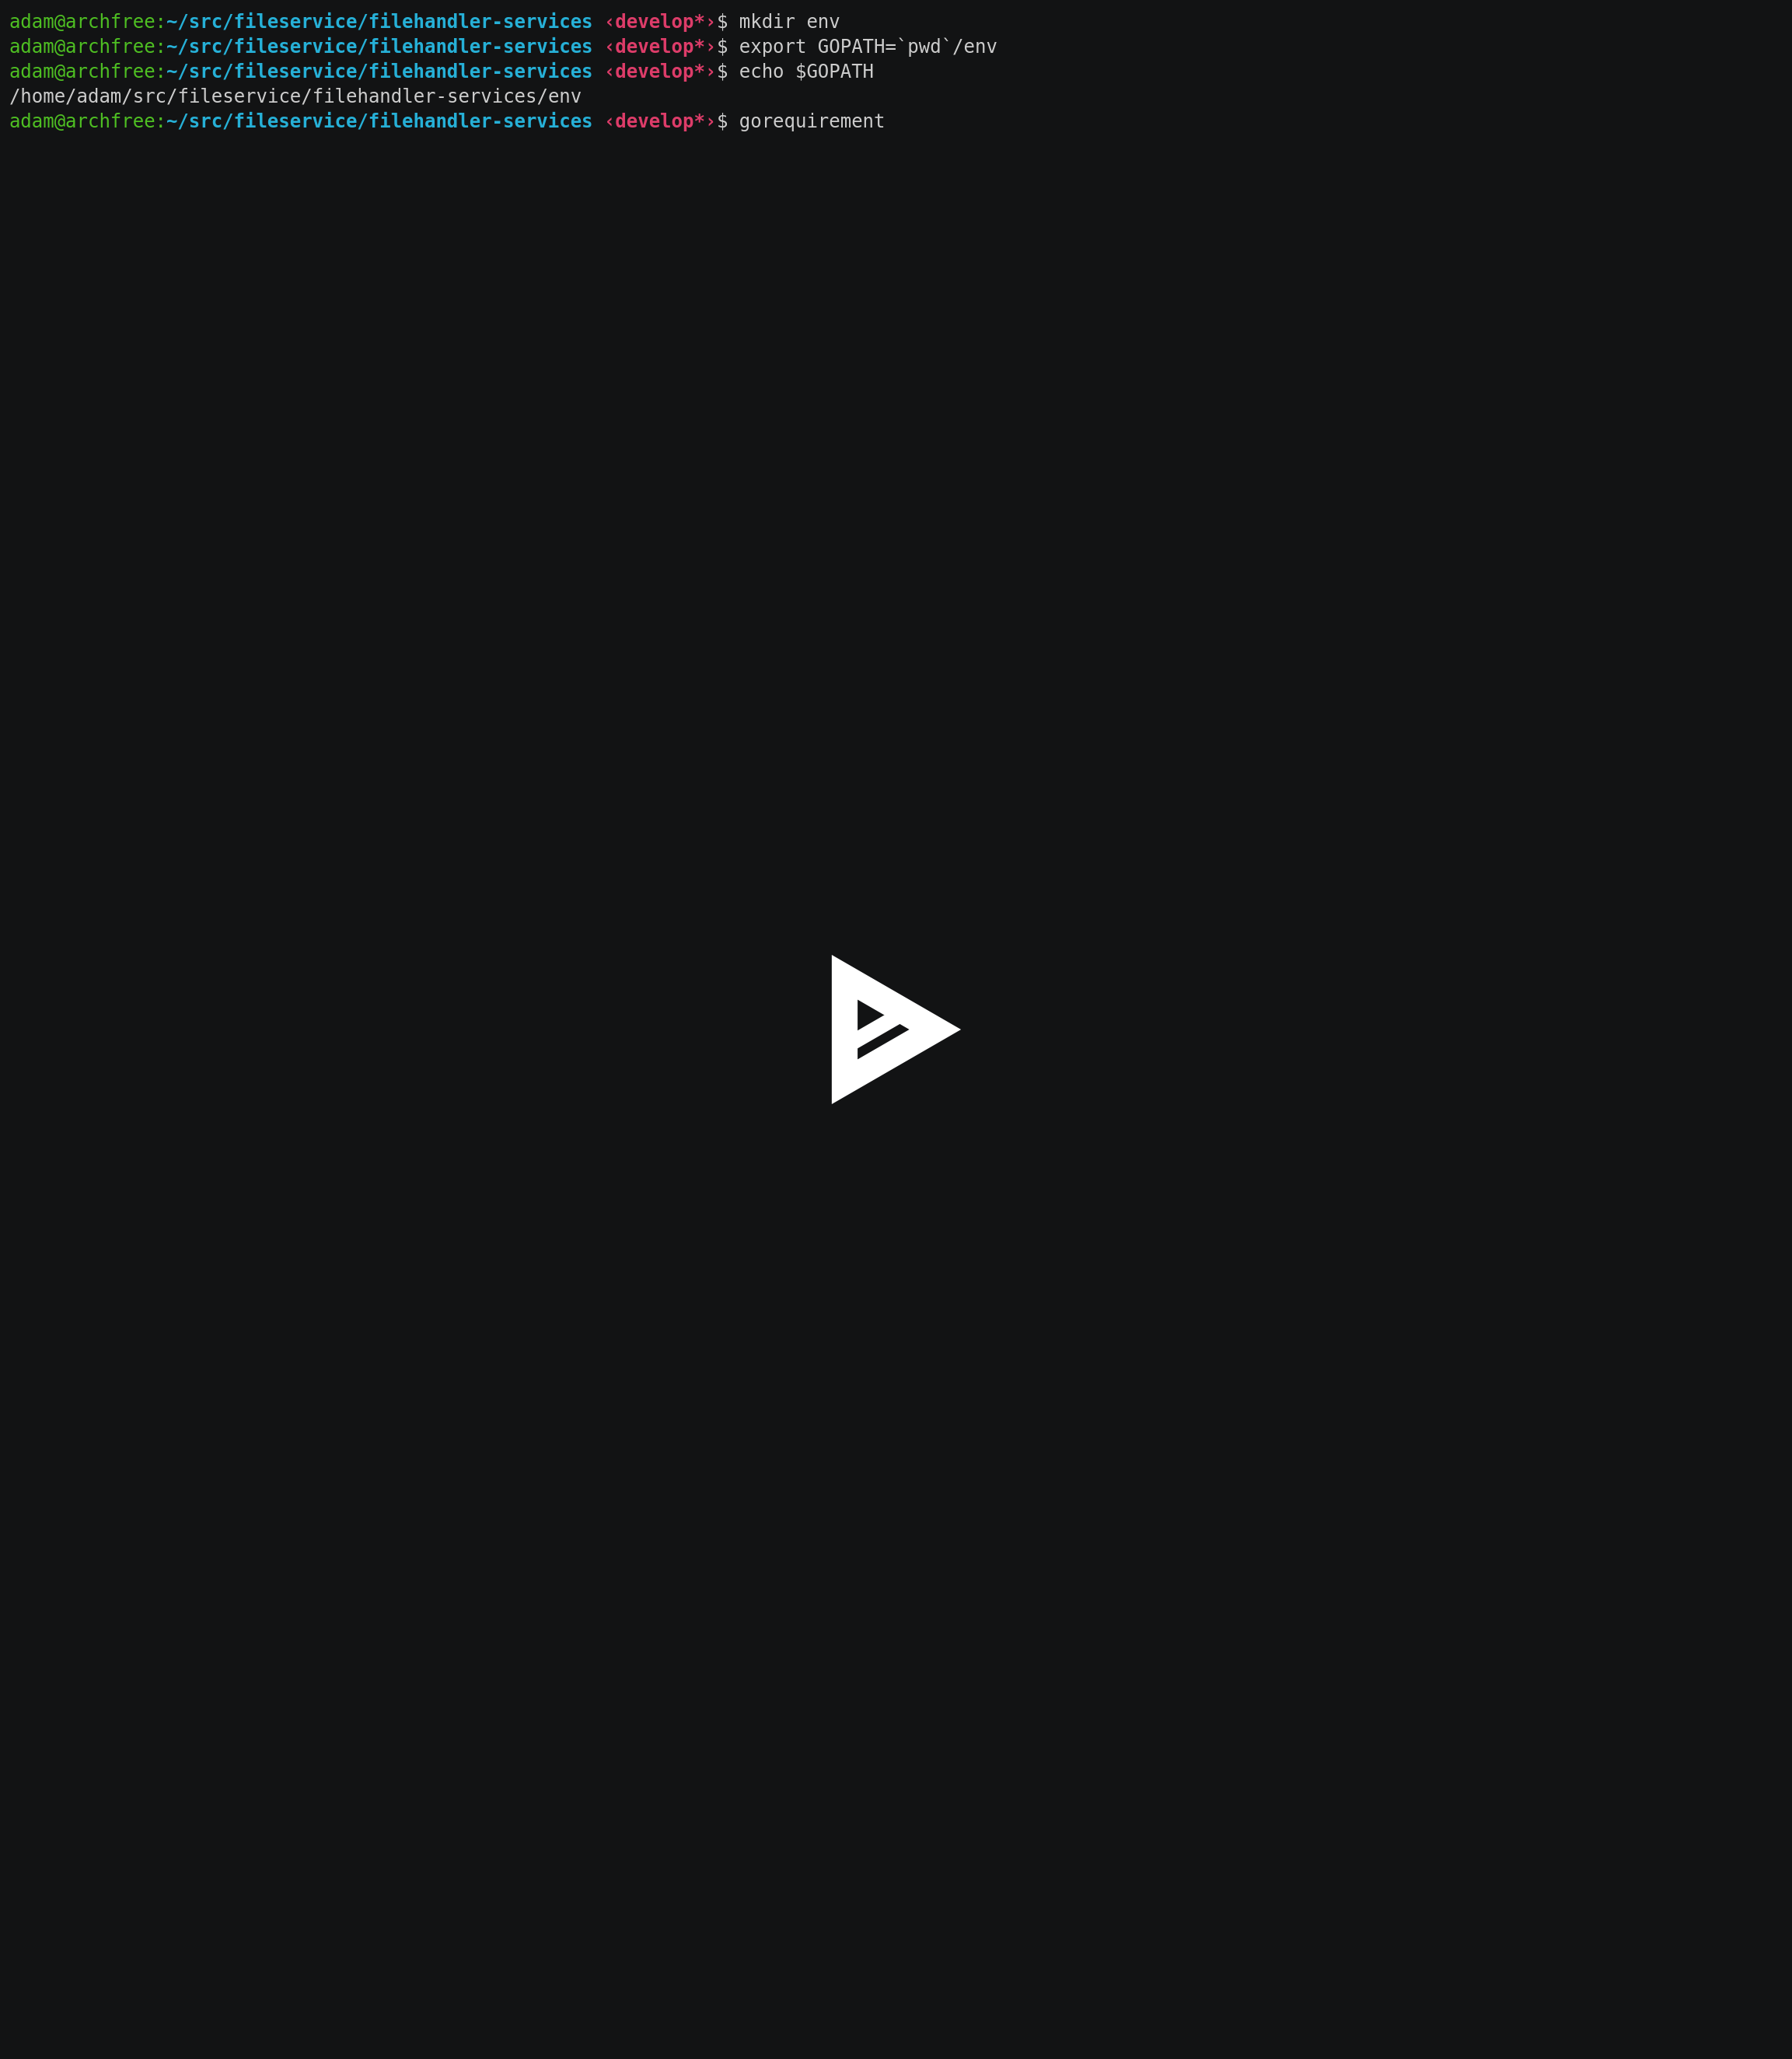 adam@archfree:~/src/fileservice/filehandler-services ‹develop*›$ mkdir env
adam@archfree:~/src/fileservice/filehandler-services ‹develop*›$ export GOPATH=`pwd`/env
adam@archfree:~/src/fileservice/filehandler-services ‹develop*›$ echo $GOPATH
/home/adam/src/fileservice/filehandler-services/env
adam@archfree:~/src/fileservice/filehandler-services ‹develop*›$ gorequirement